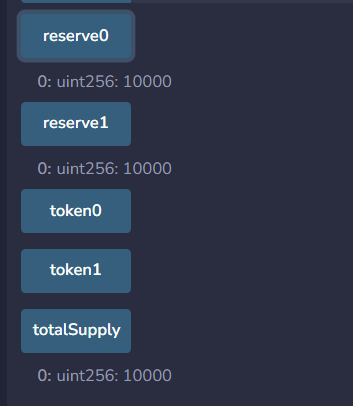 reserve0
0: uint256: 10000
reserve1
0: uint256: 10000
token0
token1
totalSupply
0: uint256: 10000